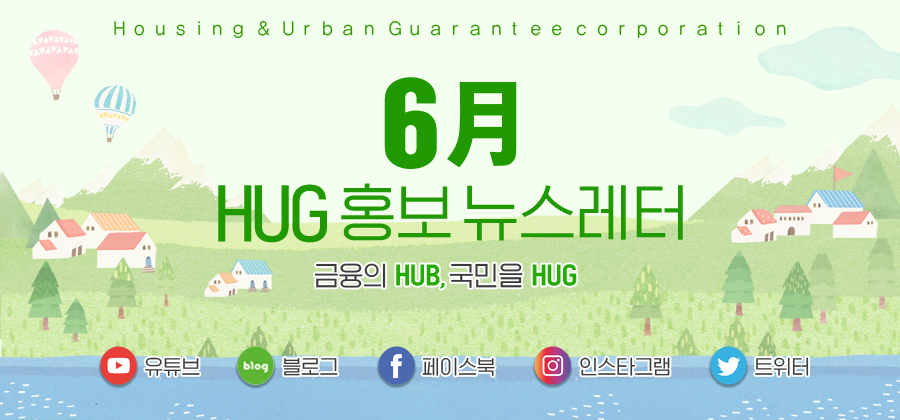 Housing & Urban Guarantee corporation
6月
HUG 홍보 뉴스레터
금융의 HUB, 국민을 HUG
유튜브 blog 블로그 페이스북 인스타그램 트위터